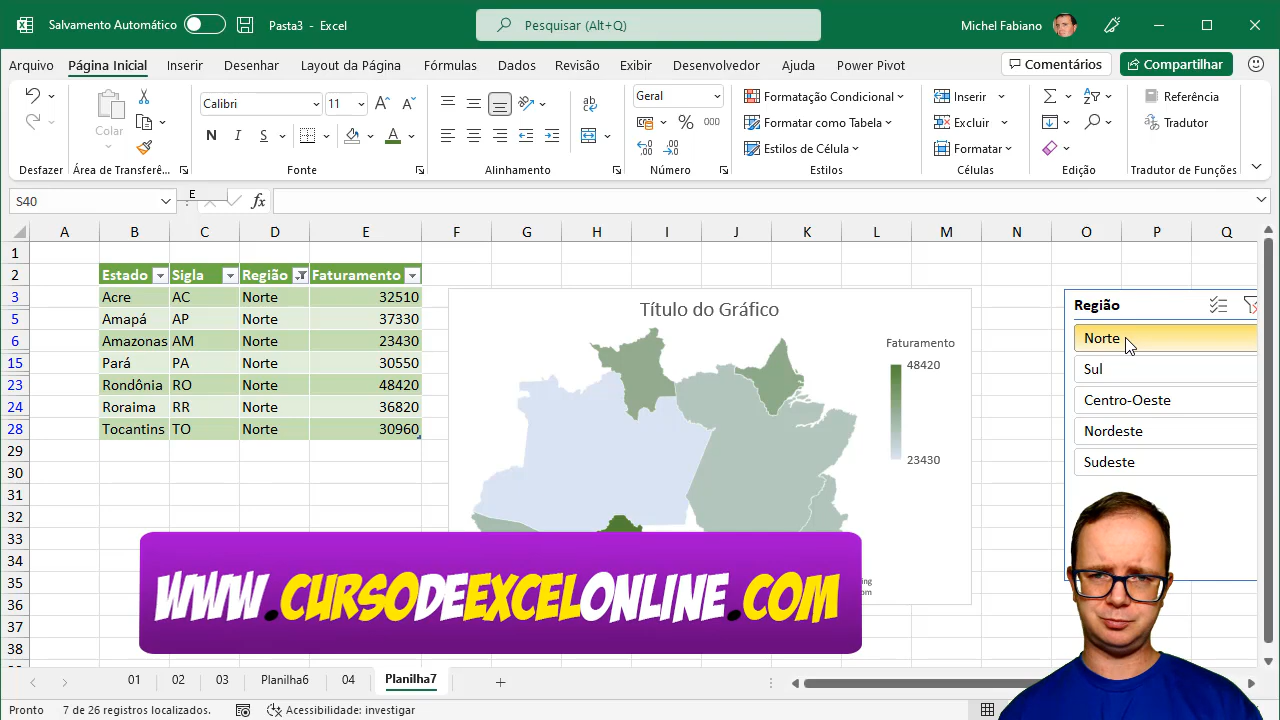 Salvamento Automático
Pasta3 - Excel
Pesquisar (Alt+Q)
Michel Fabiano
Arquivo Página Inicial Inserir Desenhar Layout da Página Fórmulas Dados Revisão Exibir Desenvolvedor Ajuda Power Pivot
Comentários
Compartilhar
Colar
Calibri 11
N I S A
ab
Geral
% 000
Formatação Condicional
Formatar como Tabela
Estilos de Célula
Inserir
Excluir
Formatar
Referência
Tradutor
Desfazer Área de Transferê... Fonte Alinhamento Número Estilos Células Edição Tradutor de Funções
S40 E fx
A B C D E F G H I J K L M N O P Q
1
2 Estado Sigla Região Faturamento
3 Acre AC Norte 32510
5 Amapá AP Norte 37330
6 Amazonas AM Norte 23430
15 Pará PA Norte 30550
23 Rondônia RO Norte 48420
24 Roraima RR Norte 36820
28 Tocantins TO Norte 30960
29
30
31
32
33
34
35
36
37
38
Título do Gráfico
Faturamento
48420
23430
Região
Norte
Sul
Centro-Oeste
Nordeste
Sudeste
WWW.CURSODEEXCELONLINE.COM
01 02 03 Planilha6 04 Planilha7
Pronto 7 de 26 registros localizados. Acessibilidade: investigar